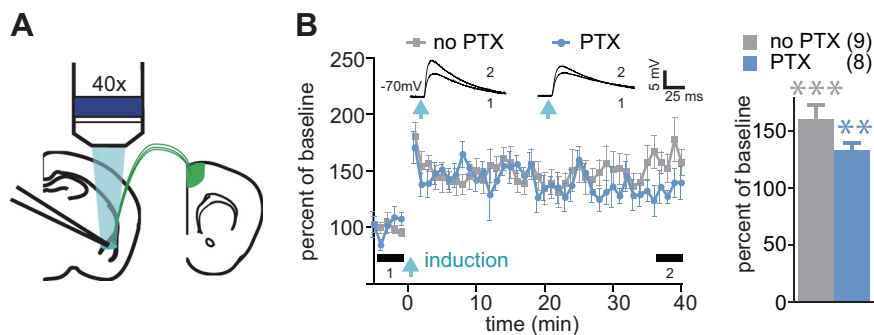 A
40x
B
no PTX
PTX
250
200
150
100
percent of baseline
-70mV
2
1
2
1
5 mV
25 ms
induction
1
2
0
10
20
30
40
time (min)
no PTX (9)
PTX (8)
***
**
150
100
50
0
percent of baseline